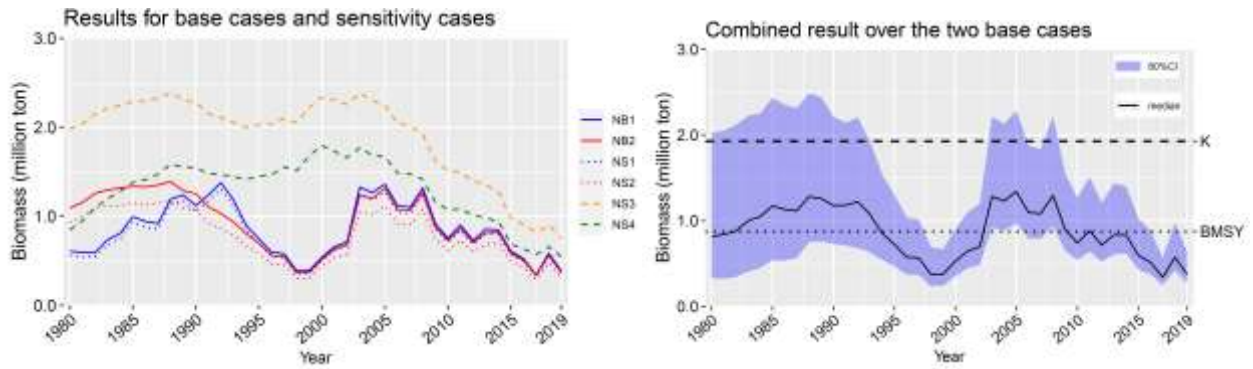 Results for base cases and sensitivity cases
3.0
2.0
1.0
0.0
Biomass (million ton)
1980
1985
1990
1995
2000
2005
2010
2015
2019
Year
NB1
NB2
NS1
NS2
NS3
NS4
Combined result over the two base cases
3.0
2.0
1.0
0.0
Biomass (million ton)
80%CI
median
K
BMSY
1980
1985
1990
1995
2000
2005
2010
2015
2019
Year